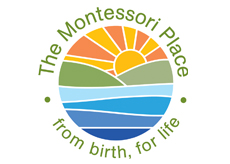 The Montessori Place
from birth, for life